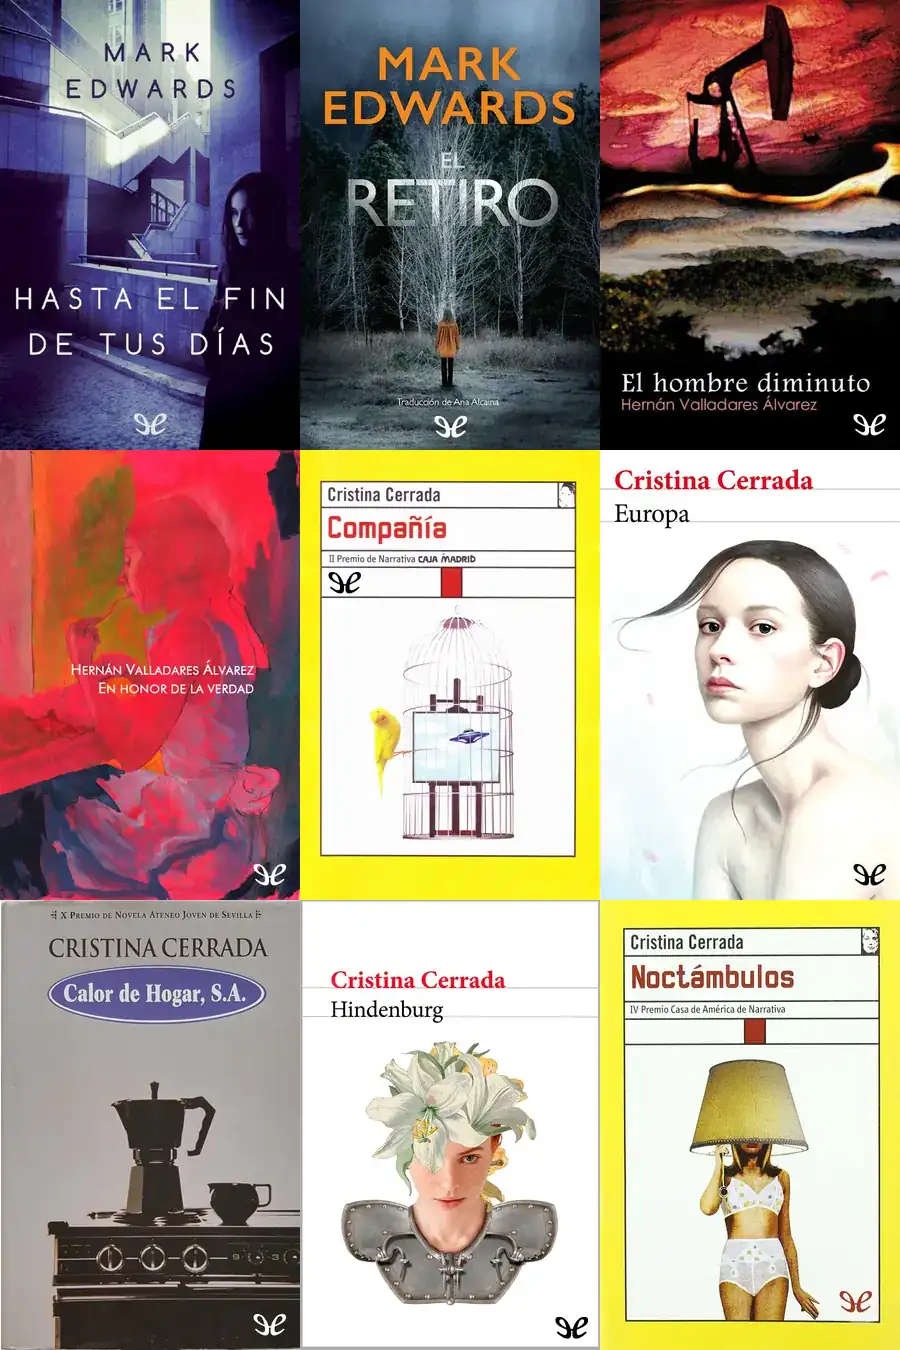 MARK
EDWARDS
HASTA EL FIN
DE TUS DÍAS
MARK
EDWARDS
EL
RETIRO
Traducción de Ana Alcaina
El hombre diminuto
Hernán Valladares Álvarez
HERNÁN VALLADARES ÁLVAREZ
EN HONOR DE LA VERDAD
Cristina Cerrada
Compañía
II Premio de Narrativa CAJA MADRID
Cristina Cerrada
Europa
X PREMIO DE NOVELA ATENEO JOVEN DE SEVILLA
CRISTINA CERRADA
Calor de Hogar, S.A.
Cristina Cerrada
Hindenburg
Cristina Cerrada
Noctámbulos
IV Premio Casa de América de Narrativa